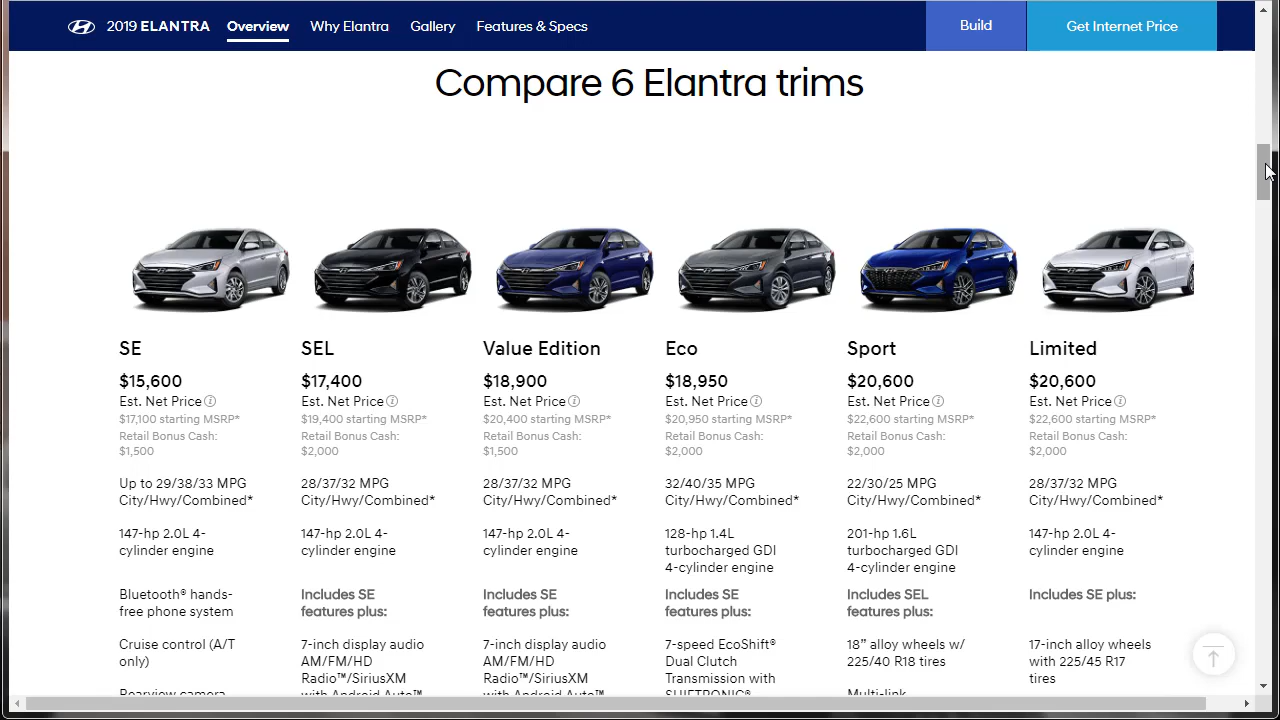 2019 ELANTRA Overview Why Elantra Gallery Features & Specs Build Get Internet Price
Compare 6 Elantra trims
SE
$15,600
Est. Net Price ⓘ
$17,100 starting MSRP*
Retail Bonus Cash:
$1,500
Up to 29/38/33 MPG
City/Hwy/Combined*
147-hp 2.0L 4-
cylinder engine
Bluetooth® hands-
free phone system
Cruise control (A/T
only)
Rearview camera
SEL
$17,400
Est. Net Price ⓘ
$19,400 starting MSRP*
Retail Bonus Cash:
$2,000
28/37/32 MPG
City/Hwy/Combined*
147-hp 2.0L 4-
cylinder engine
Includes SE
features plus:
7-inch display audio
AM/FM/HD
Radio™/SiriusXM
with Android Auto™
Value Edition
$18,900
Est. Net Price ⓘ
$20,400 starting MSRP*
Retail Bonus Cash:
$1,500
28/37/32 MPG
City/Hwy/Combined*
147-hp 2.0L 4-
cylinder engine
Includes SE
features plus:
7-inch display audio
AM/FM/HD
Radio™/SiriusXM
with Android Auto™
Eco
$18,950
Est. Net Price ⓘ
$20,950 starting MSRP*
Retail Bonus Cash:
$2,000
32/40/35 MPG
City/Hwy/Combined*
128-hp 1.4L
turbocharged GDI
4-cylinder engine
Includes SE
features plus:
7-speed EcoShift®
Dual Clutch
Transmission with
SHIFTRONIC®
Sport
$20,600
Est. Net Price ⓘ
$22,600 starting MSRP*
Retail Bonus Cash:
$2,000
22/30/25 MPG
City/Hwy/Combined*
201-hp 1.6L
turbocharged GDI
4-cylinder engine
Includes SEL
features plus:
18” alloy wheels w/
225/40 R18 tires
Multi-link
Limited
$20,600
Est. Net Price ⓘ
$22,600 starting MSRP*
Retail Bonus Cash:
$2,000
28/37/32 MPG
City/Hwy/Combined*
147-hp 2.0L 4-
cylinder engine
Includes SE plus:
17-inch alloy wheels
with 225/45 R17
tires